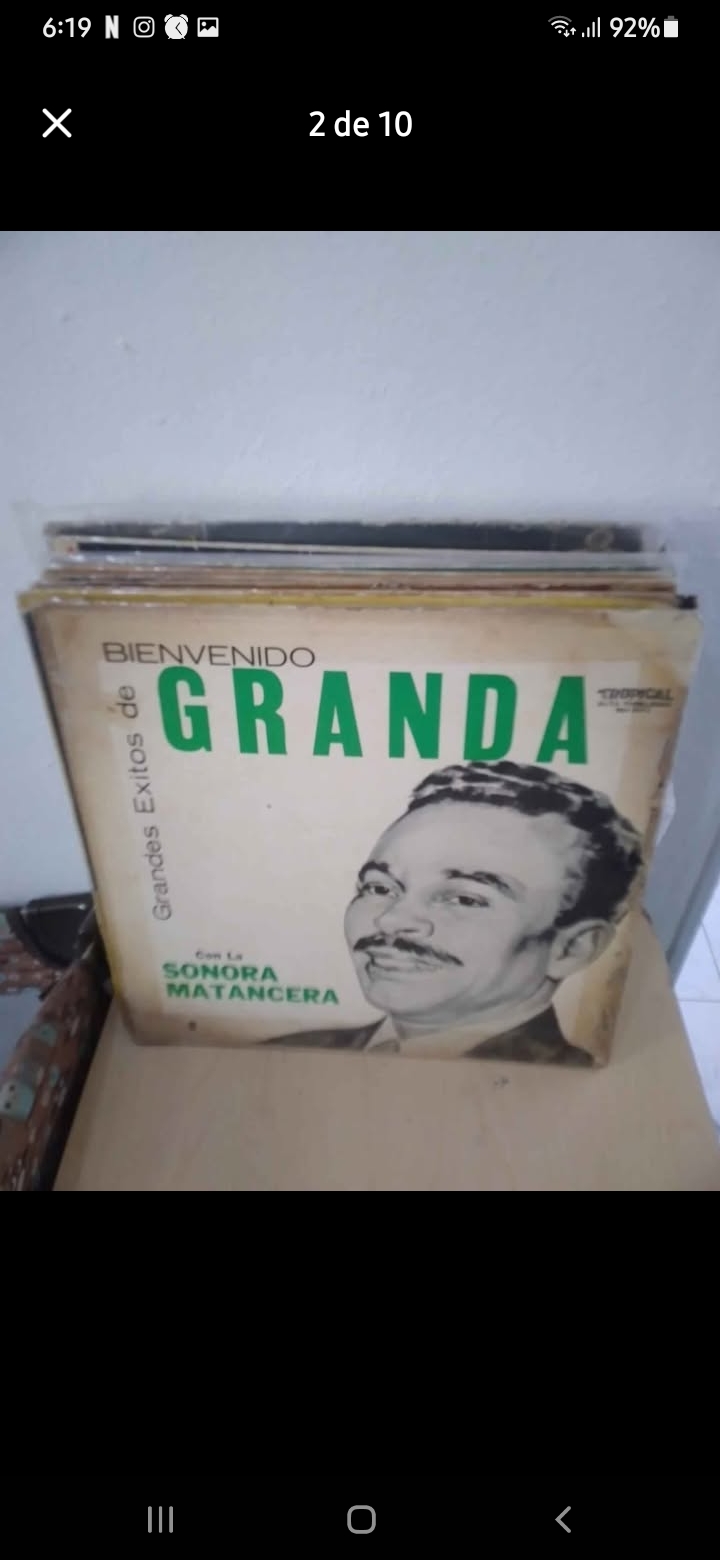 6:19 N 92%
2 de 10
BIENVENIDO
GRANDA
Grandes Exitos de
TROPICAL
Con La
SONORA
MATANCERA